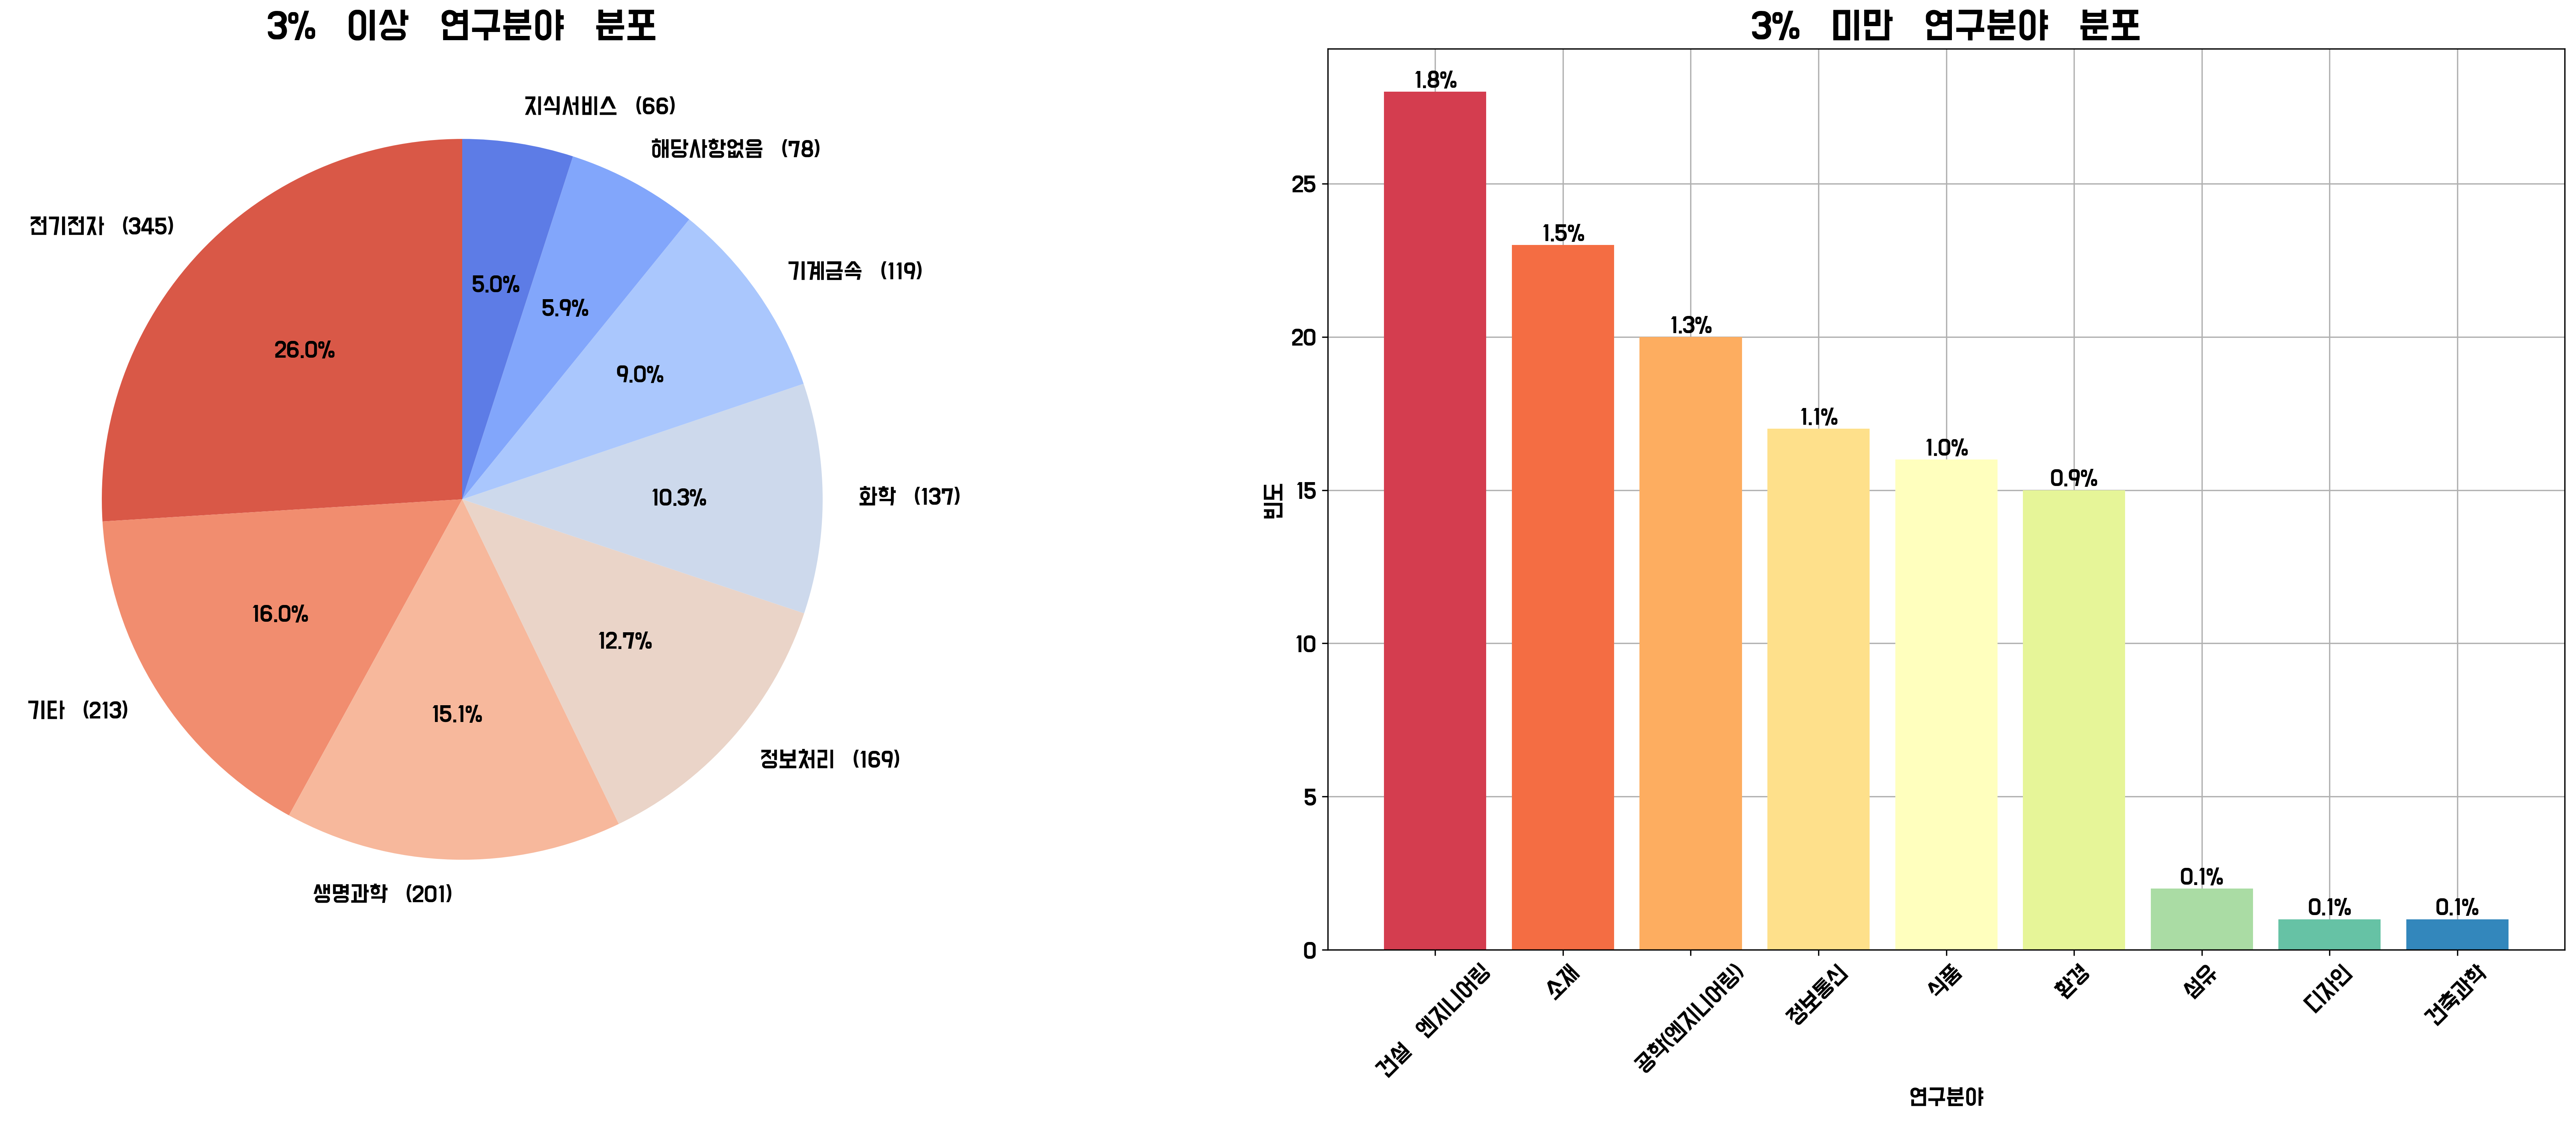 3% 이상 연구분야 분포
지식서비스 (66)
해당사항없음 (78)
전기전자 (345)
기계금속 (119)
5.0%
5.9%
26.0%
9.0%
10.3%
화학 (137)
16.0%
12.7%
기타 (213)
15.1%
정보처리 (169)
생명과학 (201)
3% 미만 연구분야 분포
1.8%
1.5%
1.3%
1.1%
1.0%
0.9%
0.1%
0.1%
0.1%
25
20
15
10
5
0
빈도
건설 엔지니어링
소재
공학(엔지니어링)
정보통신
식품
환경
섬유
디자인
건축과학
연구분야